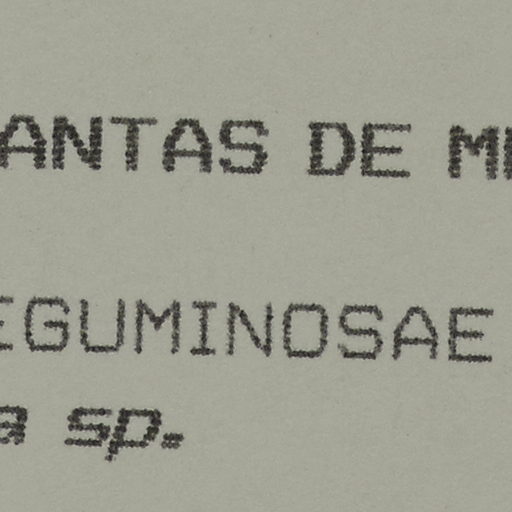 ANTAS DE M
EGUMINOSAE
a sp.